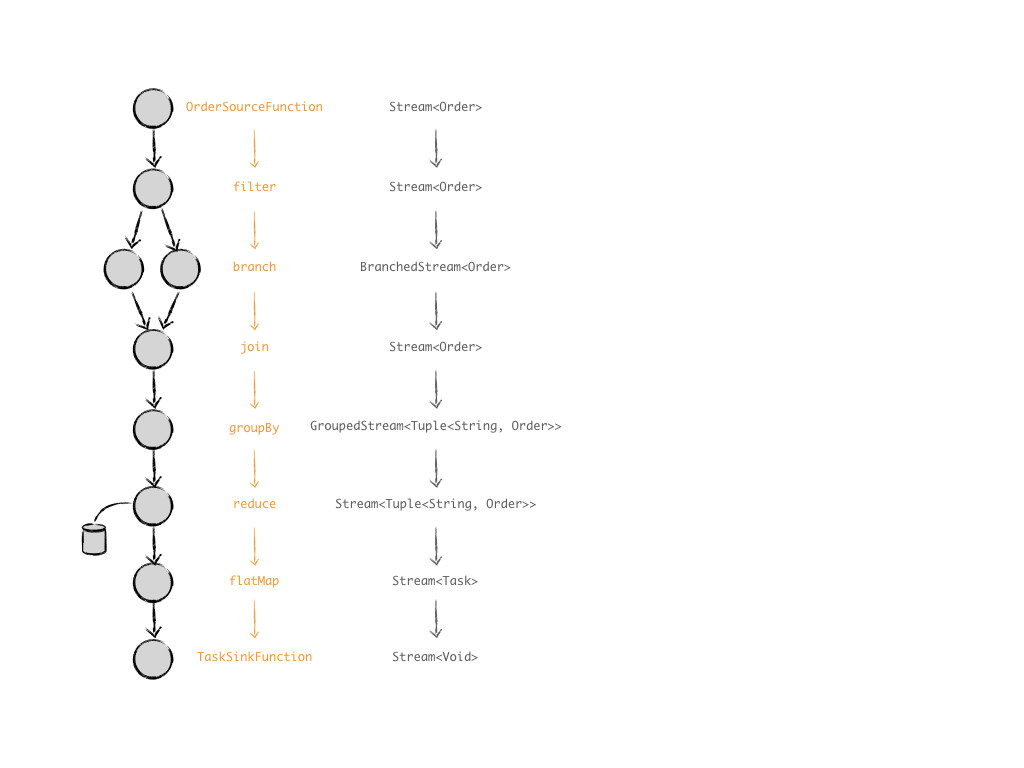 OrderSourceFunction Stream<Order>
filter Stream<Order>
branch BranchedStream<Order>
join Stream<Order>
groupBy GroupedStream<Tuple<String, Order>>
reduce Stream<Tuple<String, Order>>
flatMap Stream<Task>
TaskSinkFunction Stream<Void>